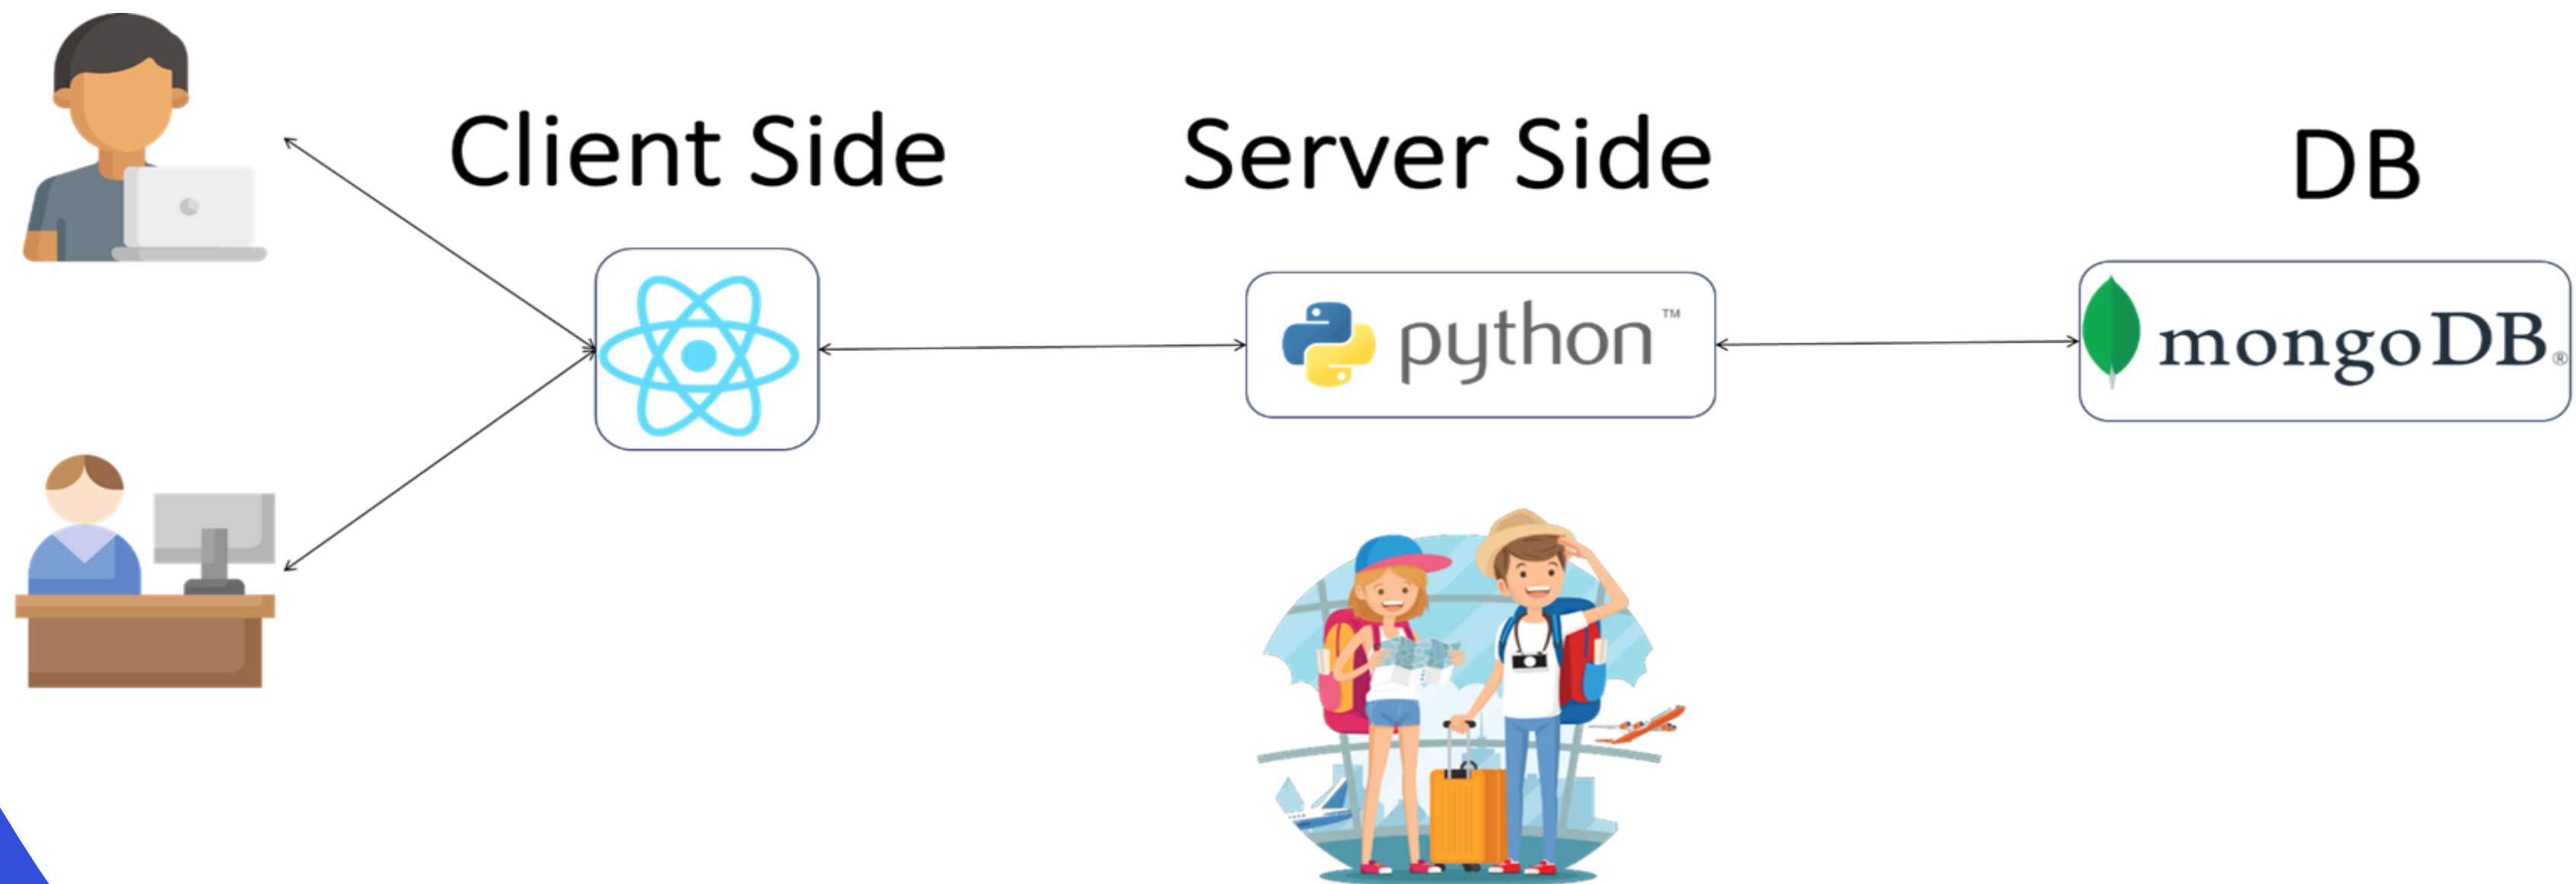 Client Side
Server Side
DB
python™
mongoDB®